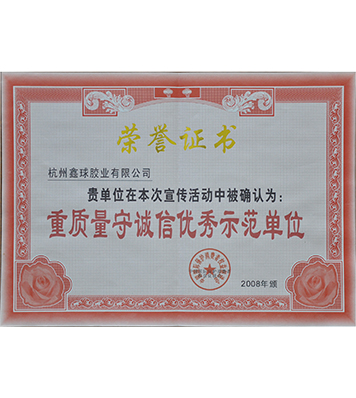 荣誉证书
杭州鑫球胶业有限公司
贵单位在本次宣传活动中被确认为：
重质量守诚信优秀示范单位
2008年颁